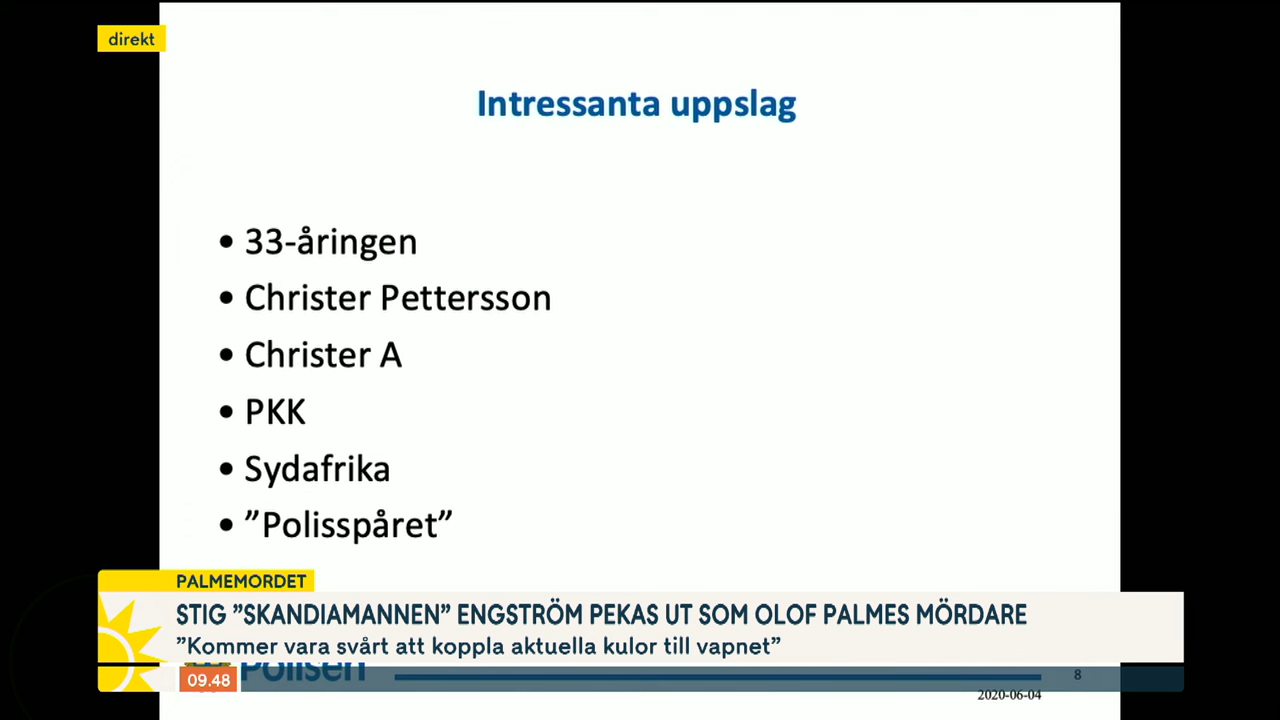 direkt
Intressanta uppslag
• 33-åringen
• Christer Pettersson
• Christer A
• PKK
• Sydafrika
• ”Polisspåret”
PALMEMORDET
STIG ”SKANDIAMANNEN” ENGSTRÖM PEKAS UT SOM OLOF PALMES MÖRDARE
”Kommer vara svårt att koppla aktuella kulor till vapnet”
Polisen
09.48
8
2020-06-04